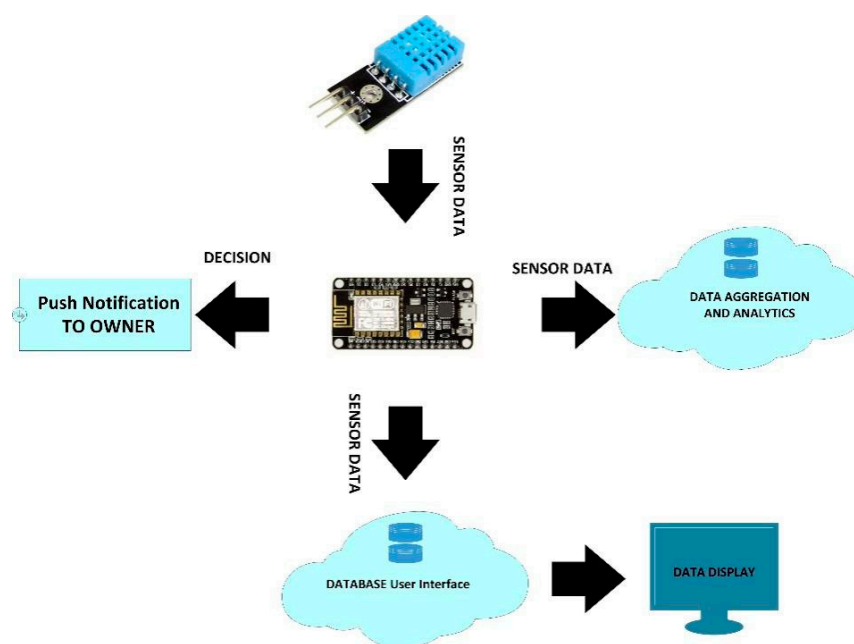 SENSOR DATA
DECISION
SENSOR DATA
Push Notification
TO OWNER
DATA AGGREGATION
AND ANALYTICS
SENSOR DATA
DATABASE User Interface
DATA DISPLAY